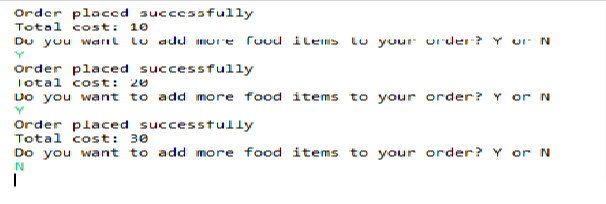 Order placed successfully
Total cost: 10
Do you want to add more food items to your order? Y or N
Y
Order placed successfully
Total cost: 20
Do you want to add more food items to your order? Y or N
Y
Order placed successfully
Total cost: 30
Do you want to add more food items to your order? Y or N
N